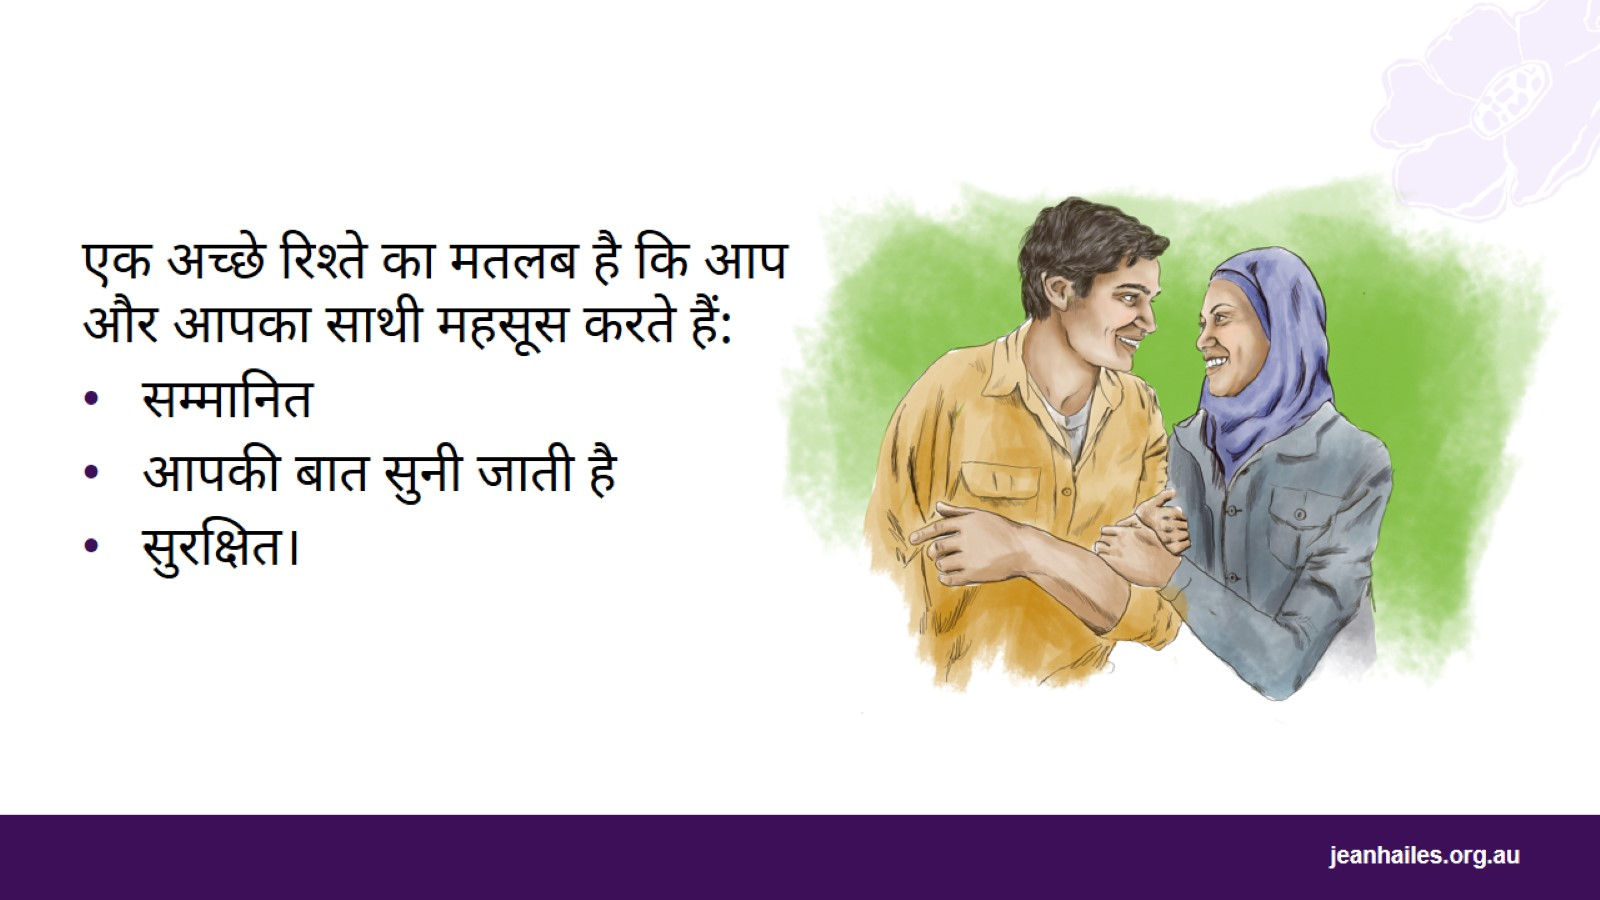 एक अच्छे रिश्ते का मतलब है कि आप
और आपका साथी महसूस करते हैं:
• सम्मानित
• आपकी बात सुनी जाती है
• सुरक्षित।
jeanhailes.org.au